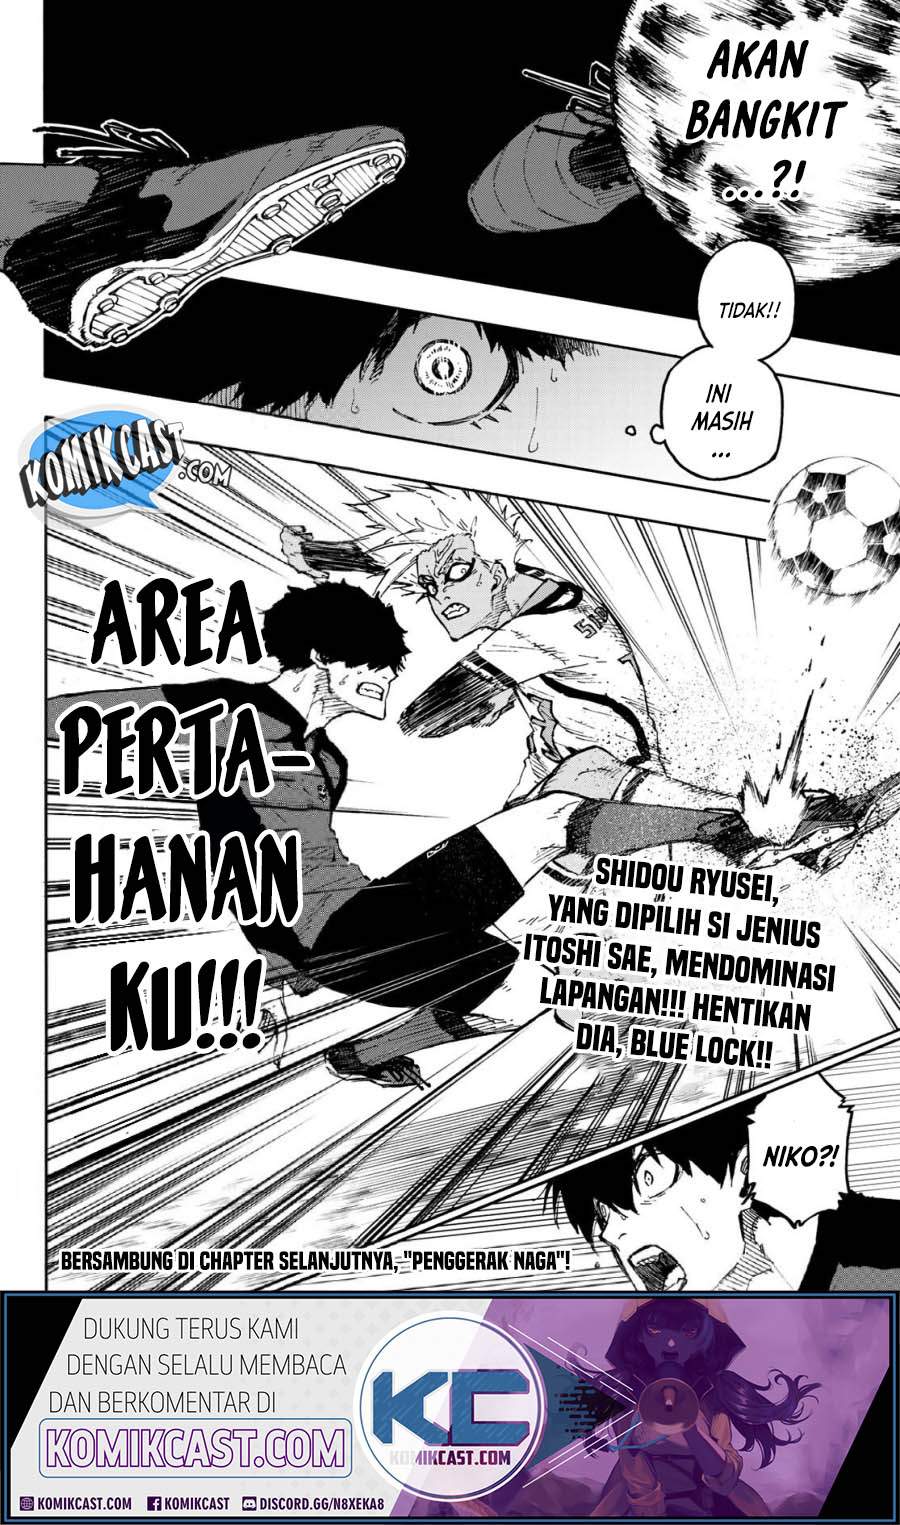 AKAN
BANGKIT
...?!
TIDAK!!
INI
MASIH
...
KOMIKCAST
.COM
AREA
PERTA-
HANAN
KU!!!
SHIDOU RYUSEI,
YANG DIPILIH SI JENIUS
ITOSHI SAE, MENDOMINASI
LAPANGAN!!! HENTIKAN
DIA, BLUE LOCK!!
NIKO?!
BERSAMBUNG DI CHAPTER SELANJUTNYA, "PENGGERAK NAGA"!
DUKUNG TERUS KAMI
DENGAN SELALU MEMBACA
DAN BERKOMENTAR DI
KOMIKCAST.COM
KC
KOMIKCAST.COM
KOMIKCAST.COM KOMIKCAST DISCORD.GG/N8XEKA8